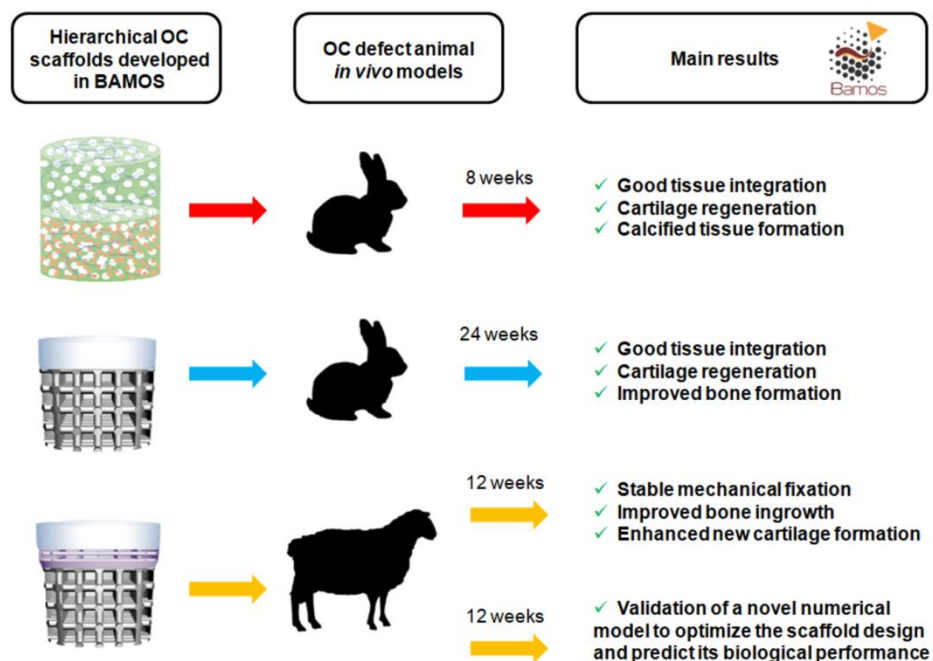 Hierarchical OC
scaffolds developed
in BAMOS
OC defect animal
in vivo models
Main results
Bamos
8 weeks
✓ Good tissue integration
✓ Cartilage regeneration
✓ Calcified tissue formation
24 weeks
✓ Good tissue integration
✓ Cartilage regeneration
✓ Improved bone formation
12 weeks
✓ Stable mechanical fixation
✓ Improved bone ingrowth
✓ Enhanced new cartilage formation
12 weeks
✓ Validation of a novel numerical
model to optimize the scaffold design
and predict its biological performance